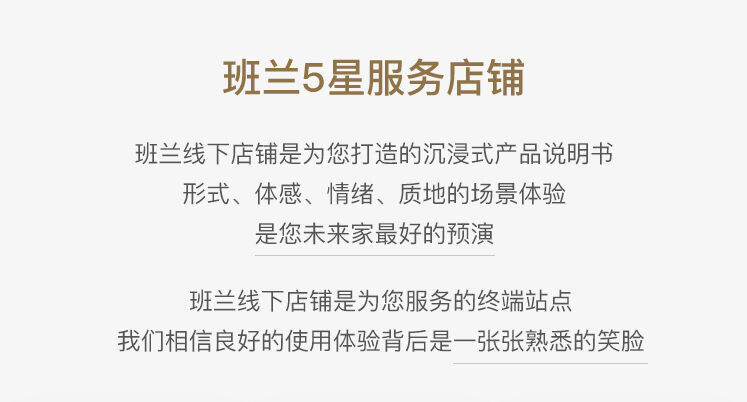 班兰5星服务店铺
班兰线下店铺是为您打造的沉浸式产品说明书
形式、体感、情绪、质地的场景体验
是您未来家最好的预演
班兰线下店铺是为您服务的终端站点
我们相信良好的使用体验背后是一张张熟悉的笑脸